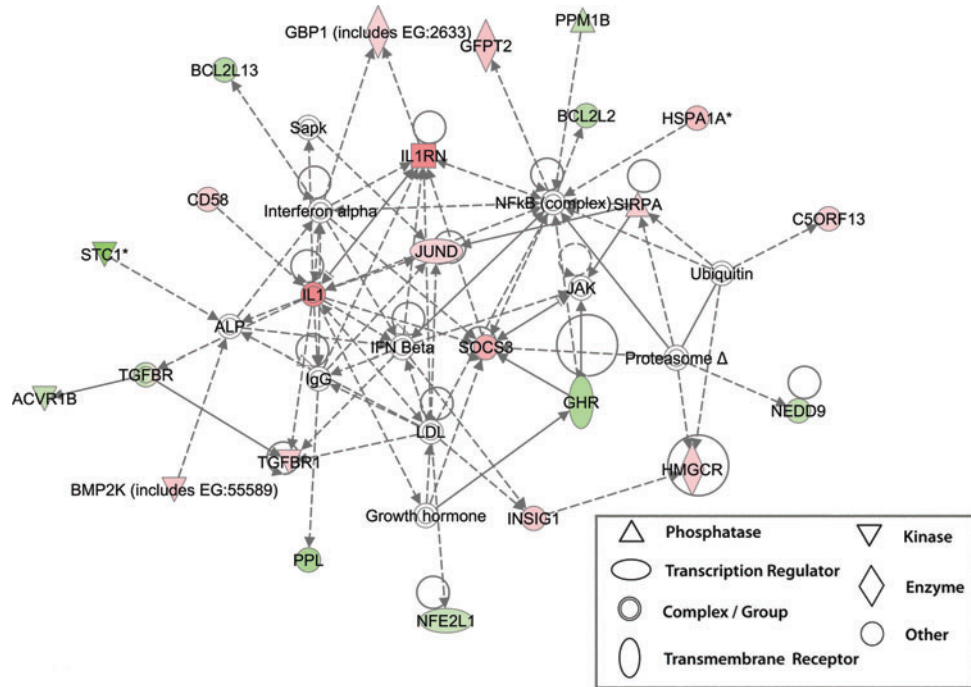 GBP1 (includes EG:2633)
GFPT2
PPM1B
BCL2L13
BCL2L2
HSPA1A*
Sapk
IL1RN
CD58
Interferon alpha
NFkB (complex)
SIRPA
C5ORF13
STC1*
JUND
Ubiquitin
IL1
JAK
ALP
IFN Beta
SOCS3
Proteasome Δ
TGFBR
IgG
ACVR1B
GHR
NEDD9
LDL
TGFBR1
HMGCR
BMP2K (includes EG:55589)
Growth hormone
INSIG1
PPL
NFE2L1
Phosphatase
Kinase
Transcription Regulator
Enzyme
Complex / Group
Other
Transmembrane Receptor